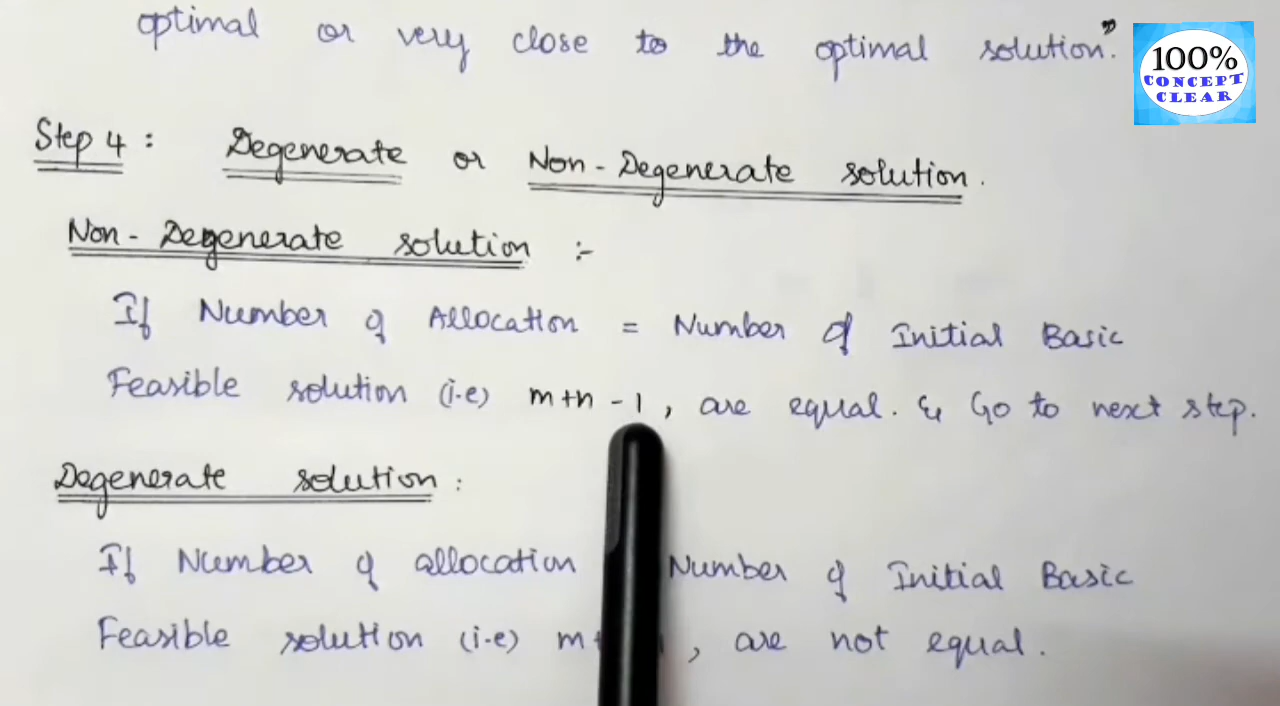 optimal or very close to the optimal solution."
100%
CONCEPT
CLEAR
Step 4 : Degenerate or Non-Degenerate solution.
Non-Degenerate solution :-
If Number of Allocation = Number of Initial Basic
Feasible solution (i.e) m+n-1, are equal. & Go to next step.
Degenerate solution :
If Number of allocation Number of Initial Basic
Feasible solution (i-e) m+ , are not equal.